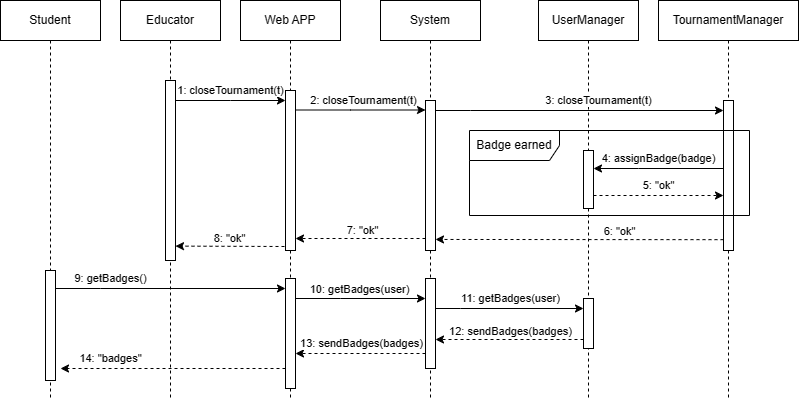 Student
Educator
Web APP
System
UserManager
TournamentManager
1: closeTournament(t)
2: closeTournament(t)
3: closeTournament(t)
Badge earned
4: assignBadge(badge)
5: "ok"
6: "ok"
7: "ok"
8: "ok"
9: getBadges()
10: getBadges(user)
11: getBadges(user)
12: sendBadges(badges)
13: sendBadges(badges)
14: "badges"